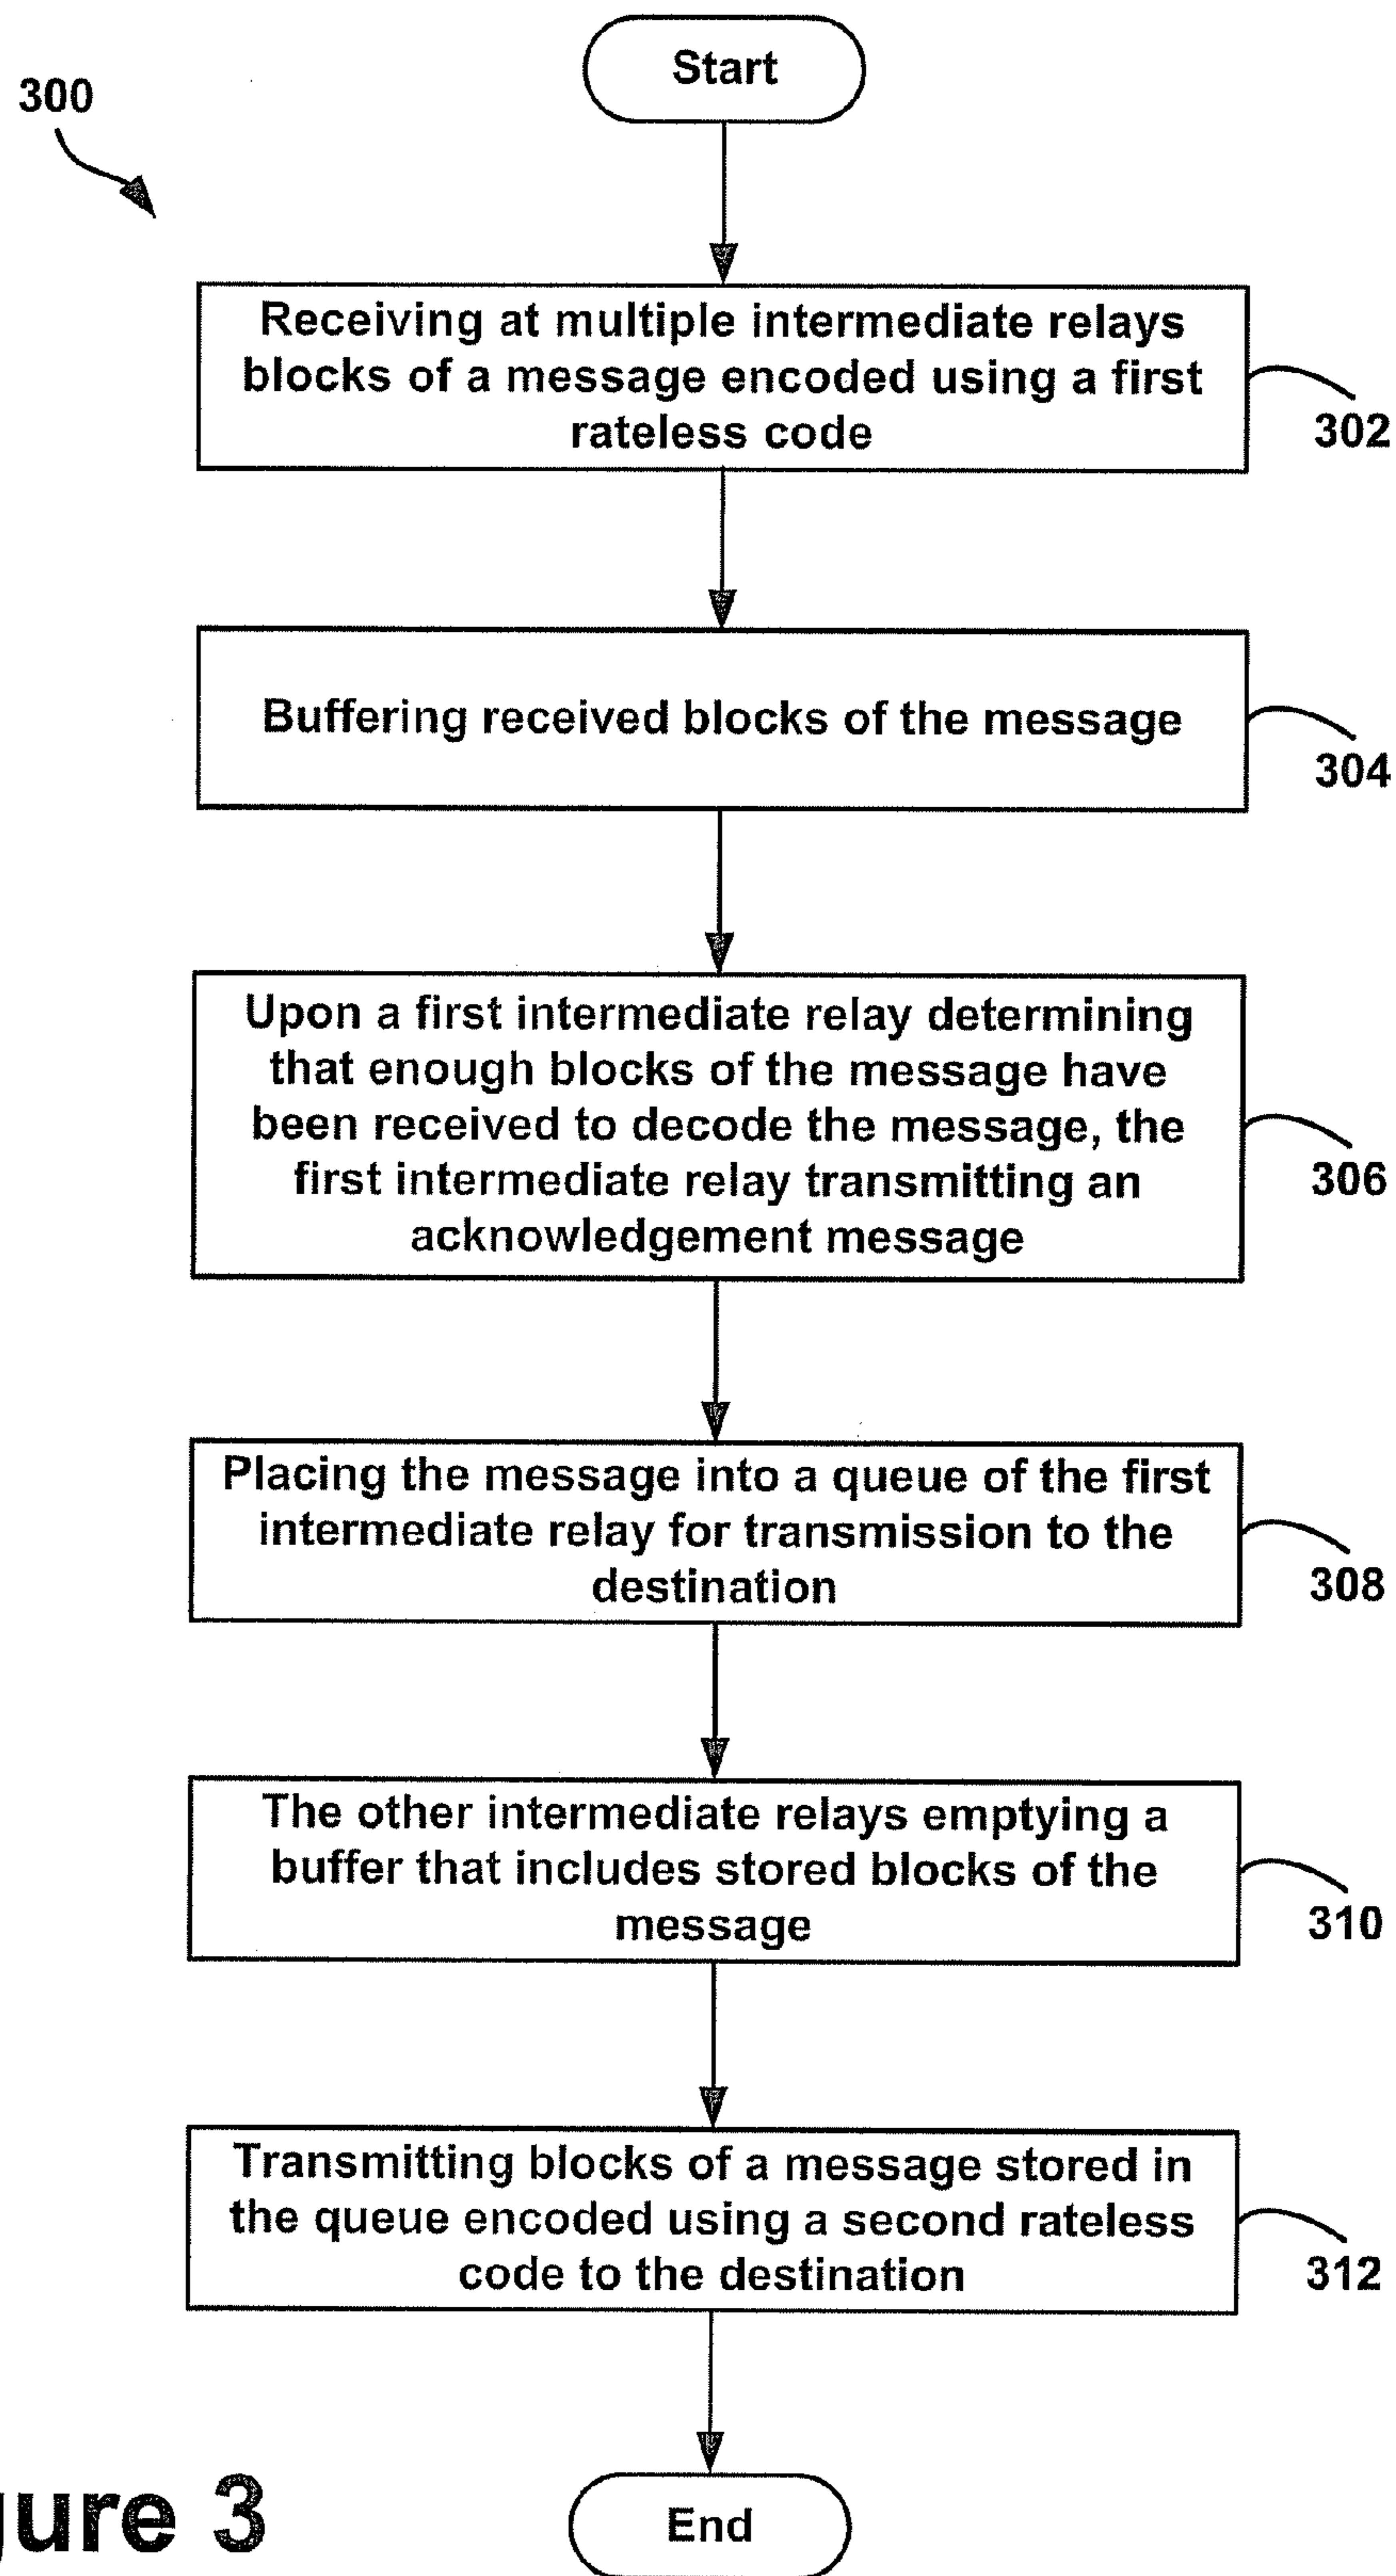 Start
300
Receiving at multiple intermediate relays
blocks of a message encoded using a first
rateless code
302
Buffering received blocks of the message
304
Upon a first intermediate relay determining
that enough blocks of the message have
been received to decode the message, the
first intermediate relay transmitting an
acknowledgement message
306
Placing the message into a queue of the first
intermediate relay for transmission to the
destination
308
The other intermediate relays emptying a
buffer that includes stored blocks of the
message
310
Transmitting blocks of a message stored in
the queue encoded using a second rateless
code to the destination
312
gure 3
End